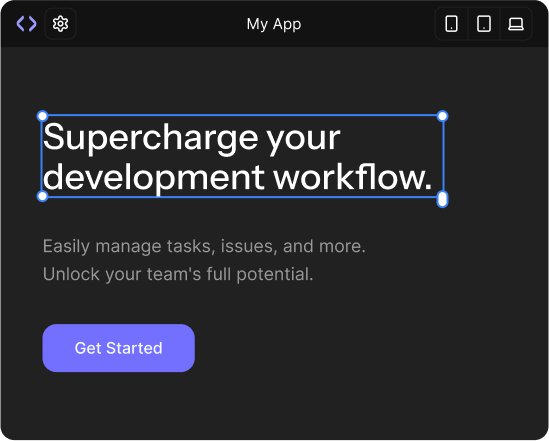 My App
Supercharge your
development workflow.
Easily manage tasks, issues, and more.
Unlock your team's full potential.
Get Started